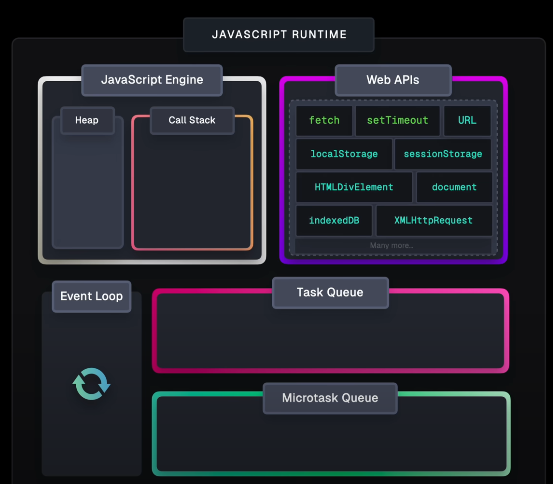 JAVASCRIPT RUNTIME
JavaScript Engine
Web APIs
Heap
Call Stack
fetch
setTimeout
URL
localStorage
sessionStorage
HTMLDivElement
document
indexedDB
XMLHttpRequest
Many more..
Event Loop
Task Queue
Microtask Queue